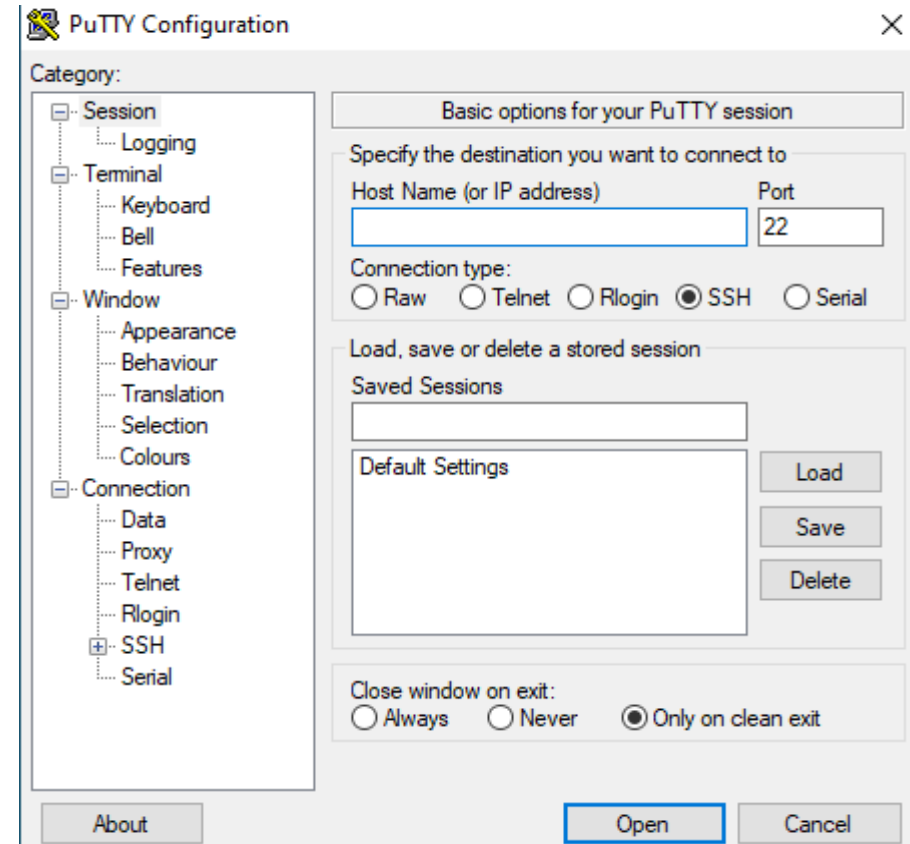 PuTTY Configuration
Category:
Session
Logging
Terminal
Keyboard
Bell
Features
Window
Appearance
Behaviour
Translation
Selection
Colours
Connection
Data
Proxy
Telnet
Rlogin
SSH
Serial
Basic options for your PuTTY session
Specify the destination you want to connect to
Host Name (or IP address) Port
22
Connection type:
Raw Telnet Rlogin SSH Serial
Load, save or delete a stored session
Saved Sessions
Default Settings
Load
Save
Delete
Close window on exit:
Always Never Only on clean exit
About Open Cancel